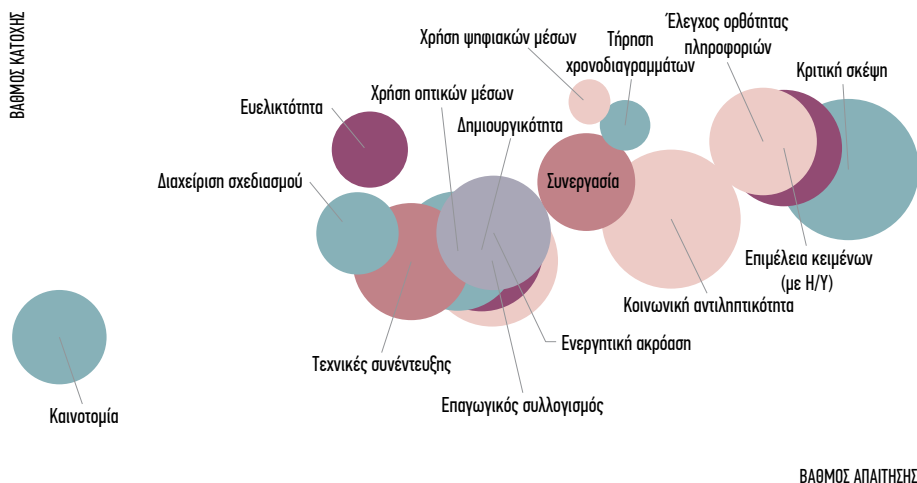 ΒΑΘΜΟΣ ΚΑΤΟΧΗΣ
Έλεγχος ορθότητας
πληροφοριών
Χρήση ψηφιακών μέσων
Τήρηση
χρονοδιαγραμμάτων
Κριτική σκέψη
Ευελικτότητα
Χρήση οπτικών μέσων
Δημιουργικότητα
Διαχείριση σχεδιασμού
Συνεργασία
Επιμέλεια κειμένων
(με Η/Υ)
Κοινωνική αντιληπτικότητα
Ενεργητική ακρόαση
Τεχνικές συνέντευξης
Επαγωγικός συλλογισμός
Καινοτομία
ΒΑΘΜΟΣ ΑΠΑΙΤΗΣΗΣ